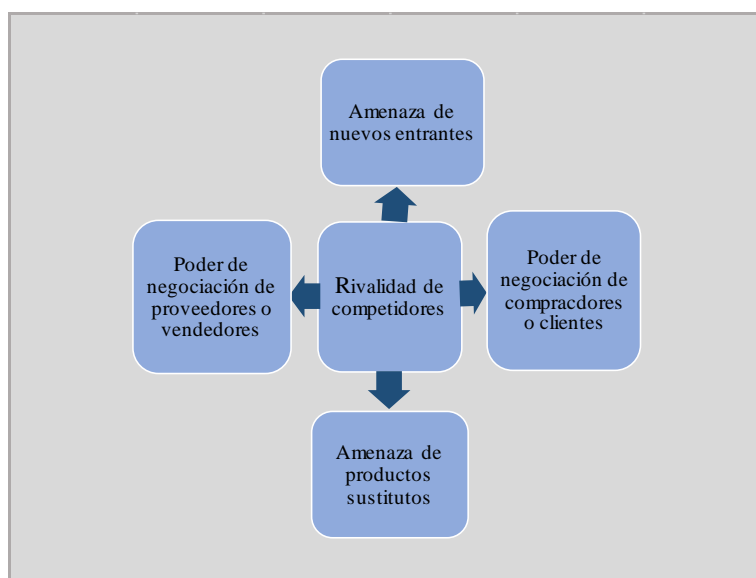 Amenaza de
nuevos entrantes
Poder de
negociación de
proveedores o
vendedores
Rivalidad de
competidores
Poder de
negociación de
compracdores
o clientes
Amenaza de
productos
sustitutos